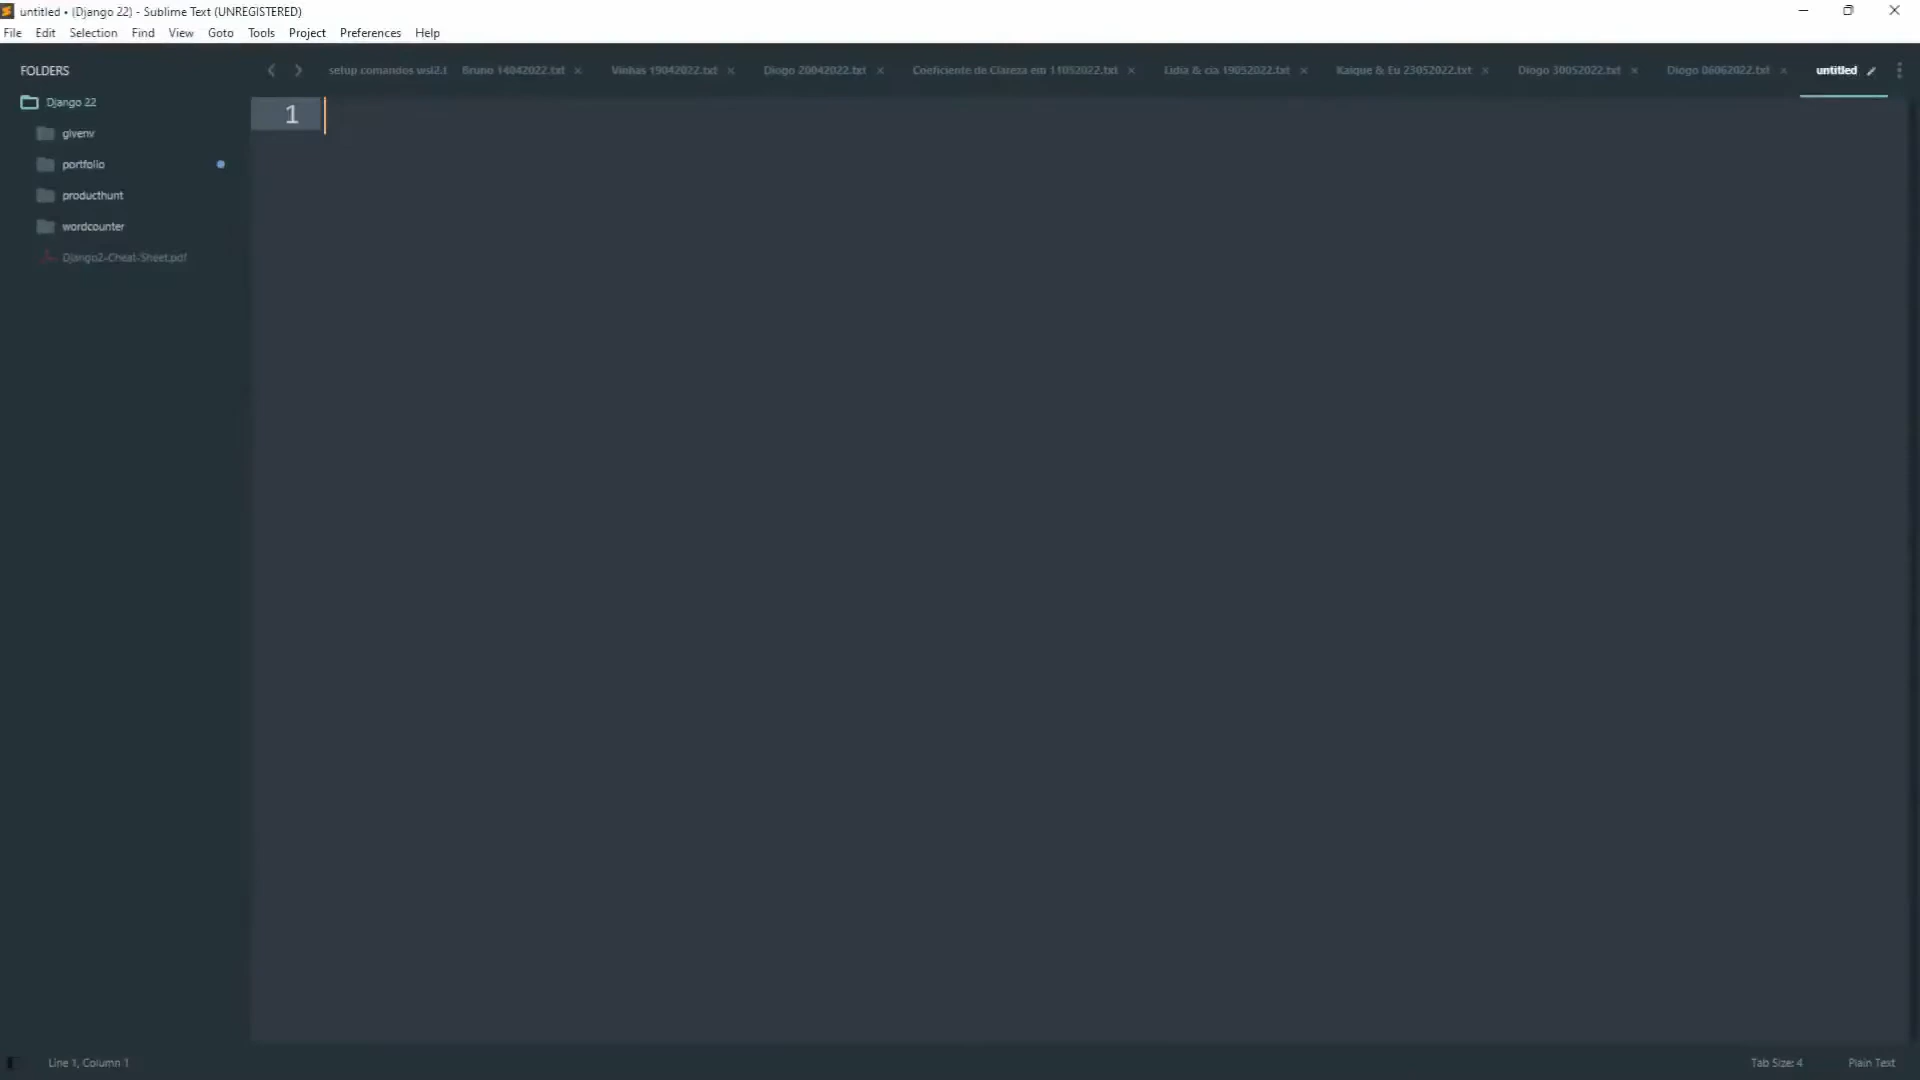 untitled • (Django 22) - Sublime Text (UNREGISTERED)
File Edit Selection Find View Goto Tools Project Preferences Help
FOLDERS
setup comandos wsl2.t Bruno 14042022.txt Vinhas 19042022.txt Diogo 20042022.txt Coeficiente de Clareza em 11052022.txt Lidia & cia 19052022.txt Kaique & Eu 23052022.txt Diogo 30052022.txt Diogo 06062022.txt untitled
Django 22
glvenv
portfolio
producthunt
wordcounter
Django2-Cheat-Sheet.pdf
1
Line 1, Column 1
Tab Size: 4
Plain Text